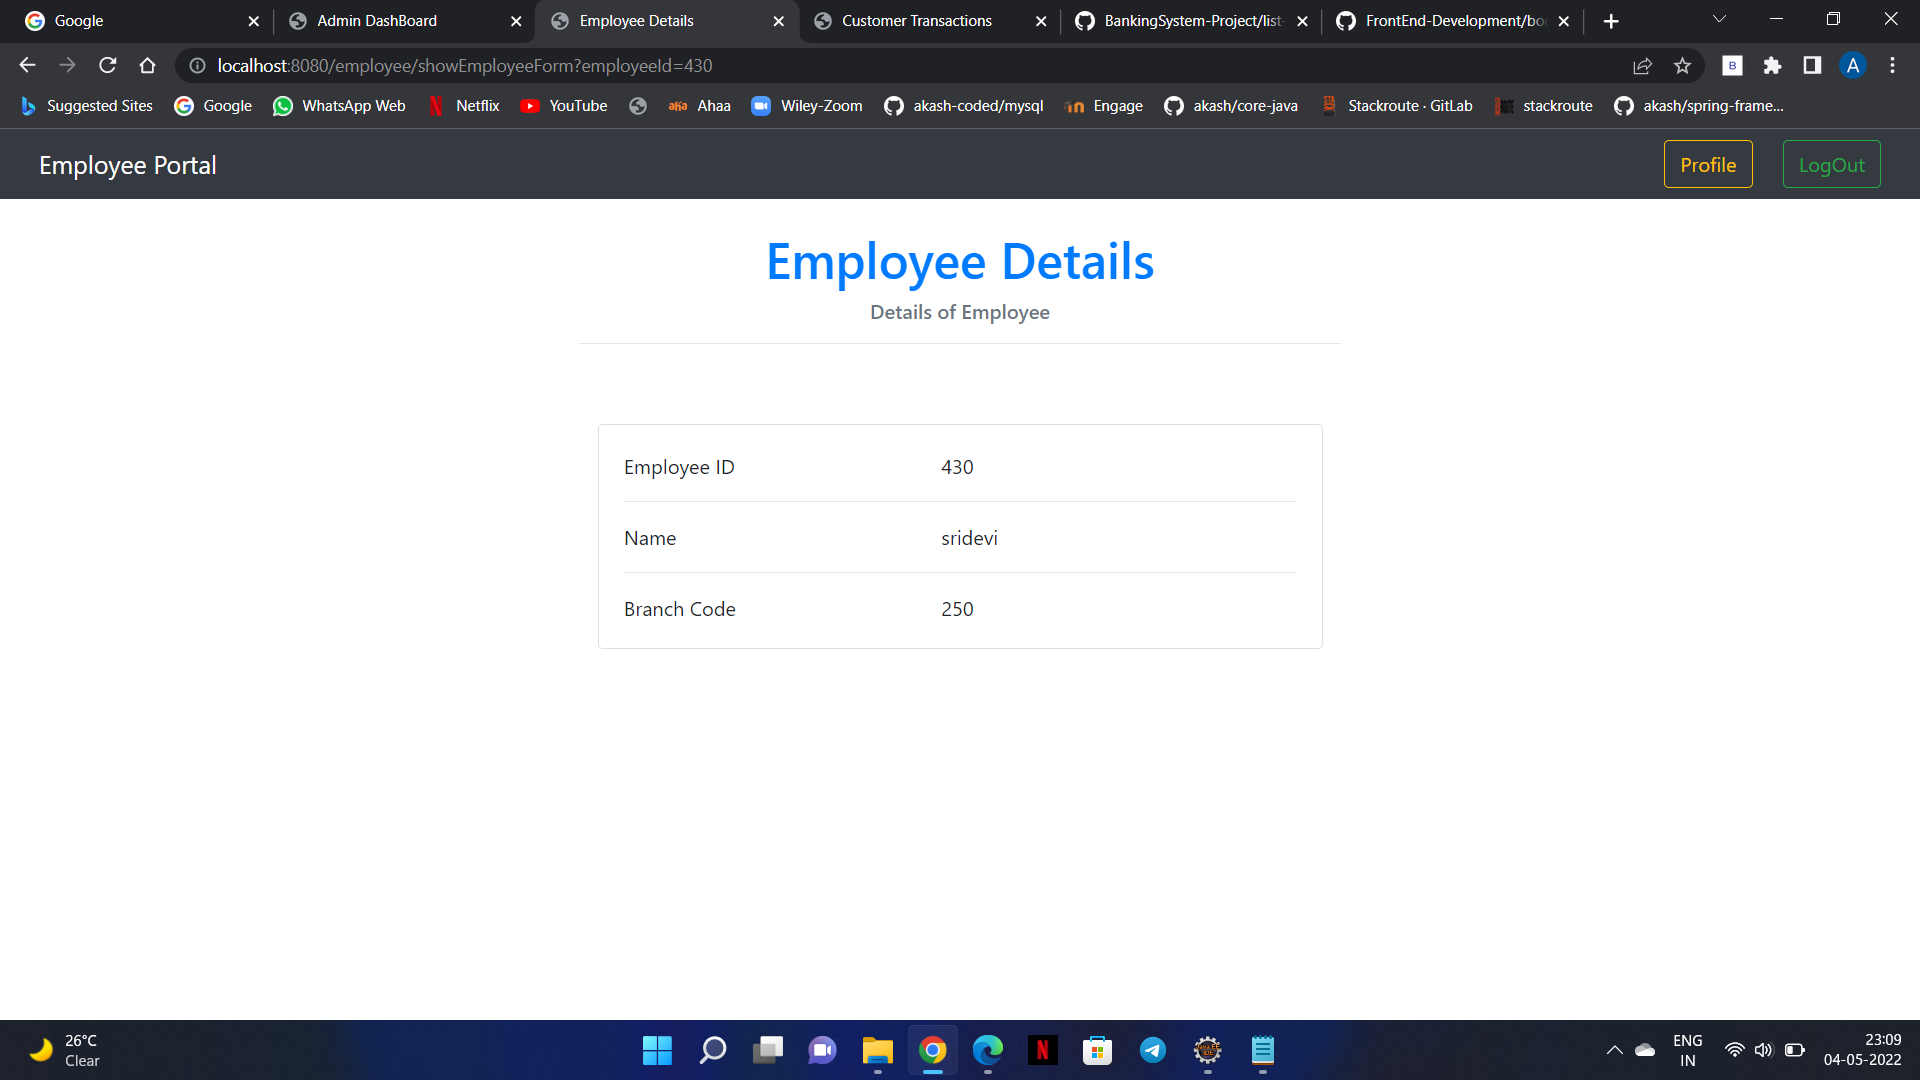 Google
Admin DashBoard
Employee Details
Customer Transactions
BankingSystem-Project/list-
FrontEnd-Development/boo
localhost:8080/employee/showEmployeeForm?employeeId=430
B
A
Suggested Sites
Google
WhatsApp Web
Netflix
YouTube
aha Ahaa
Wiley-Zoom
akash-coded/mysql
Engage
akash/core-java
Stackroute · GitLab
stackroute
akash/spring-frame...
Employee Portal
Profile
LogOut
Employee Details
Details of Employee
Employee ID 430
Name sridevi
Branch Code 250
26°C
Clear
ENG
IN
23:09
04-05-2022